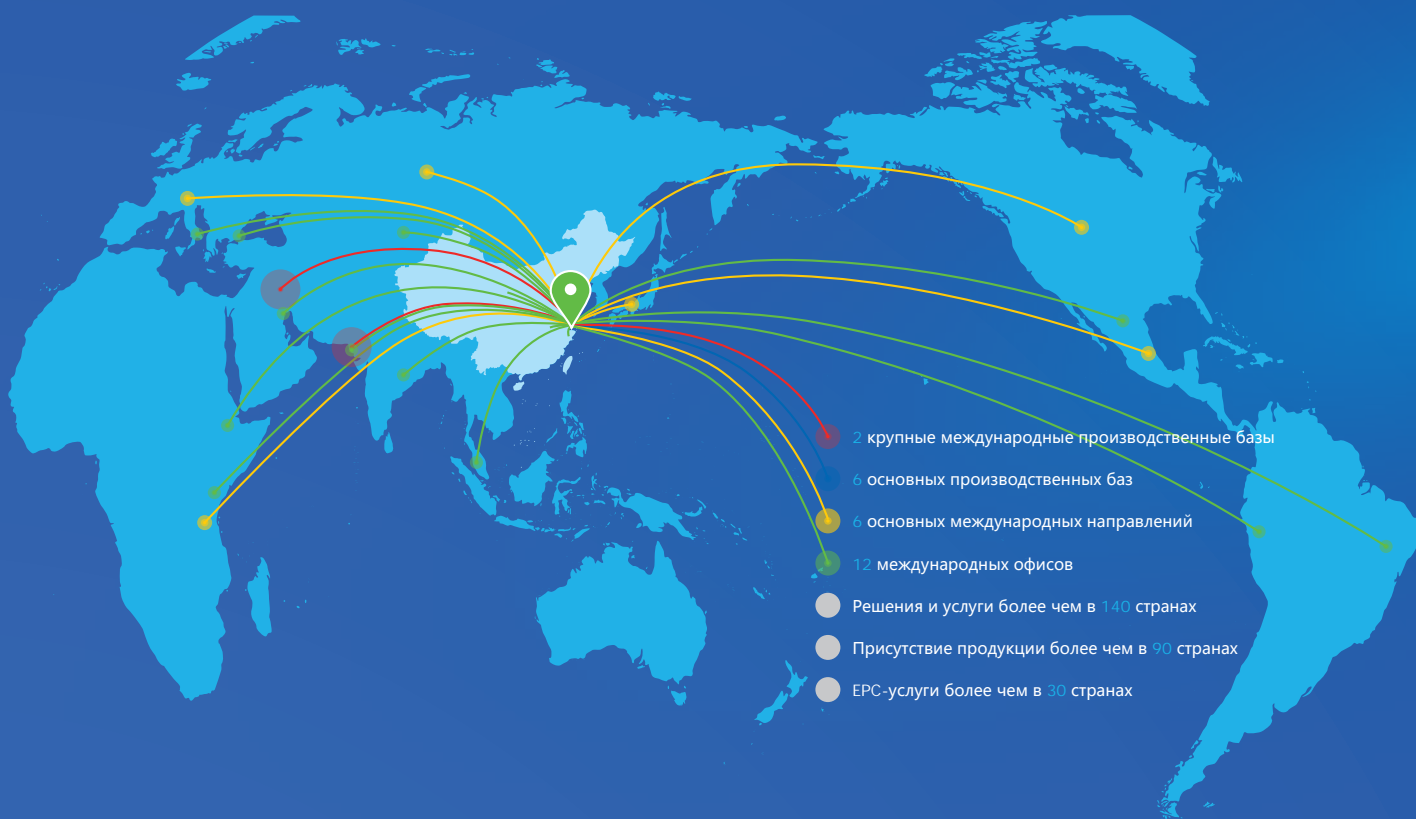 2 крупные международные производственные базы
6 основных производственных баз
6 основных международных направлений
12 международных офисов
Решения и услуги более чем в 140 странах
Присутствие продукции более чем в 90 странах
EPC-услуги более чем в 30 странах